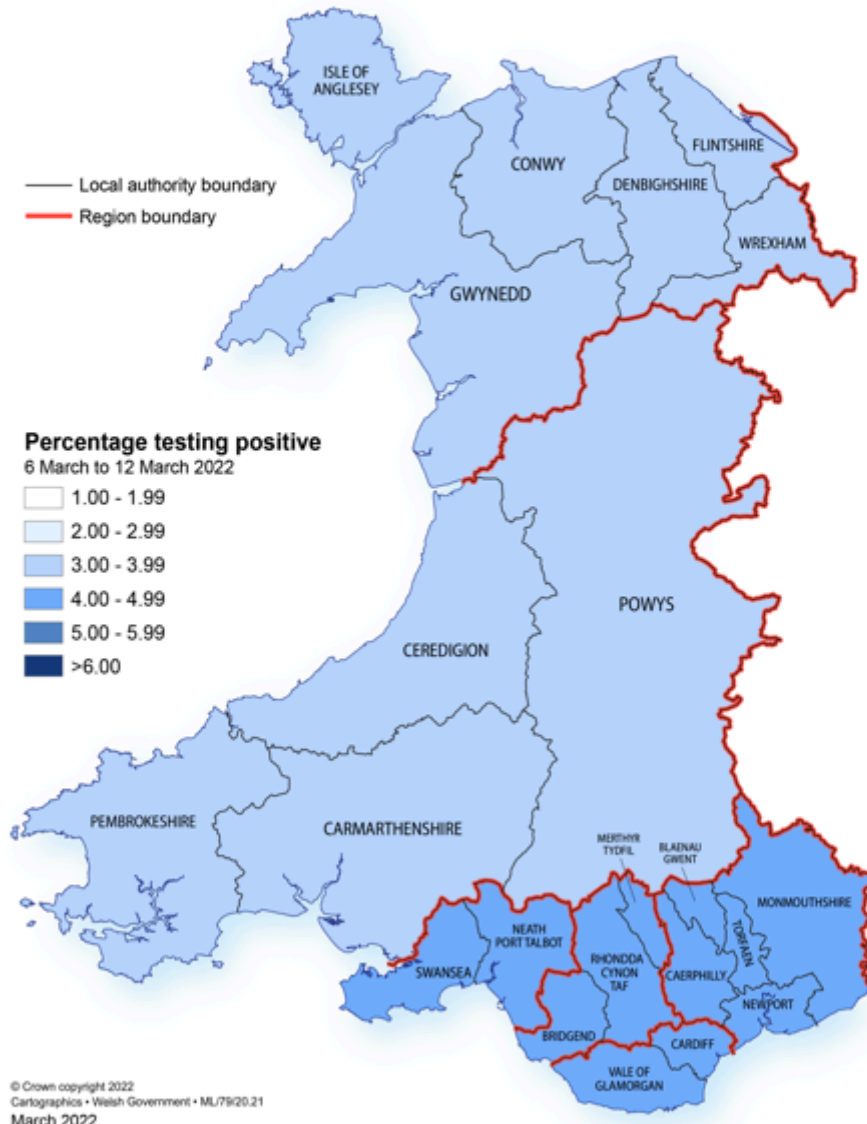 ISLE OF
ANGLESEY
FLINTSHIRE
CONWY
DENBIGHSHIRE
Local authority boundary
Region boundary
WREXHAM
GWYNEDD
Percentage testing positive
6 March to 12 March 2022
1.00 - 1.99
2.00 - 2.99
3.00 - 3.99
4.00 - 4.99
5.00 - 5.99
>6.00
POWYS
CEREDIGION
PEMBROKESHIRE
CARMARTHENSHIRE
MERTHYR
TYDFIL
BLAENAU
GWENT
MONMOUTHSHIRE
TORFAEN
NEATH
PORT TALBOT
SWANSEA
RHONDDA
CYNON
TAF
CAERPHILLY
NEWPORT
BRIDGEND
CARDIFF
VALE OF
GLAMORGAN
© Crown copyright 2022
Cartographics • Welsh Government • ML/79/20.21
March 2022